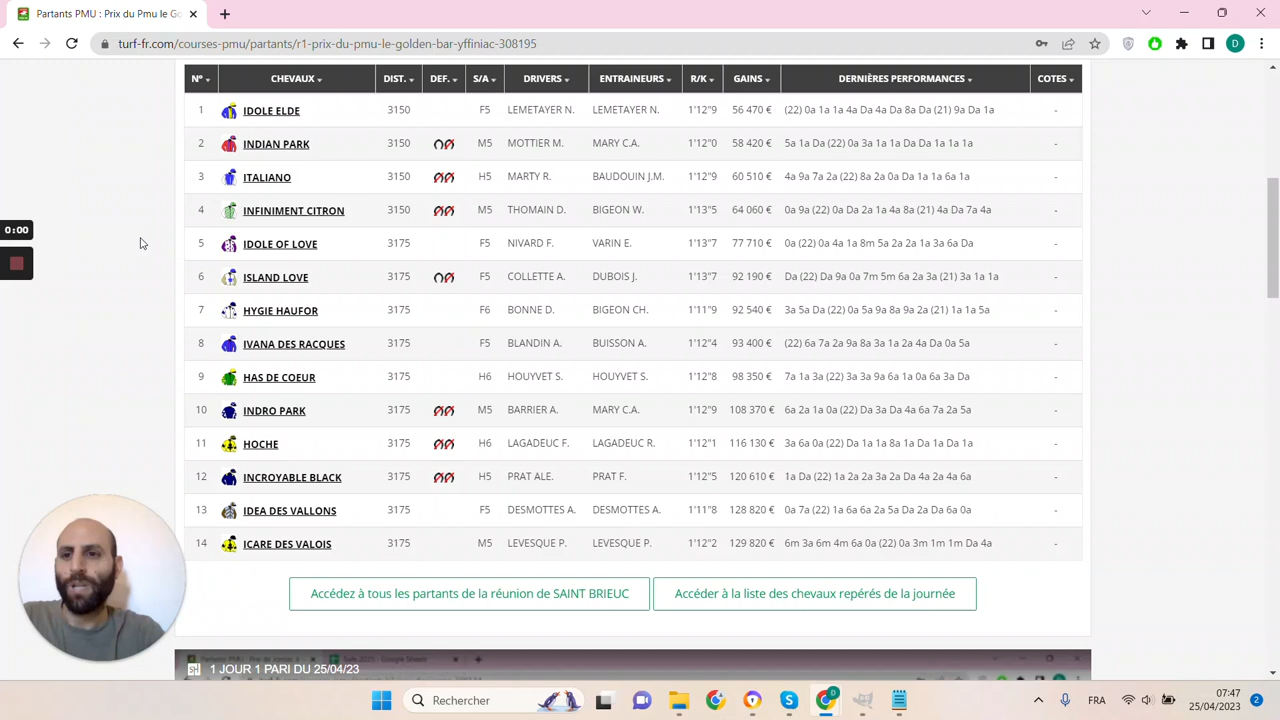 Partants PMU : Prix du Pmu le Go
turf-fr.com/courses-pmu/partants/r1-prix-du-pmu-le-golden-bar-yffiniac-308195
D
N° CHEVAUX DIST. DEF. S/A DRIVERS ENTRAINEURS R/K GAINS DERNIÈRES PERFORMANCES COTES
1 IDOLE ELDE 3150 F5 LEMETAYER N. LEMETAYER N. 1'12"9 56 470 € (22) 0a 1a 1a 4a Da 4a Da 8a Da (21) 9a Da 1a -
2 INDIAN PARK 3150 M5 MOTTIER M. MARY C.A. 1'12"0 58 420 € 5a 1a Da (22) 0a 3a 1a 1a Da Da 1a 1a 1a -
3 ITALIANO 3150 H5 MARTY R. BAUDOUIN J.M. 1'12"9 60 510 € 4a 9a 7a 2a (22) 8a 2a 0a Da 1a 1a 6a 1a -
4 INFINIMENT CITRON 3150 M5 THOMAIN D. BIGEON W. 1'13"5 64 060 € 0a 9a (22) 0a Da 2a 1a 4a 8a (21) 4a Da 7a 4a -
0:00
5 IDOLE OF LOVE 3175 F5 NIVARD F. VARIN E. 1'13"7 77 710 € 0a (22) 0a 4a 1a 8m 5a 2a 2a 1a 3a 6a Da -
6 ISLAND LOVE 3175 F5 COLLETTE A. DUBOIS J. 1'13"7 92 190 € Da (22) Da 9a 0a 7m 5m 6a 2a 3a (21) 3a 1a 1a -
7 HYGIE HAUFOR 3175 F6 BONNE D. BIGEON CH. 1'11"9 92 540 € 3a 5a Da (22) 0a 5a 9a 8a 9a 2a (21) 1a 1a 5a -
8 IVANA DES RACQUES 3175 F5 BLANDIN A. BUISSON A. 1'12"4 93 400 € (22) 6a 7a 2a 9a 8a 3a 1a 2a 4a Da 0a 5a -
9 HAS DE COEUR 3175 H6 HOUYVET S. HOUYVET S. 1'12"8 98 350 € 7a 1a 3a (22) 3a 3a 9a 6a 1a 0a 6a 3a Da -
10 INDRO PARK 3175 M5 BARRIER A. MARY C.A. 1'12"9 108 370 € 6a 2a 1a 0a (22) Da 3a Da 4a 6a 7a 2a 5a -
11 HOCHE 3175 H6 LAGADEUC F. LAGADEUC R. 1'12"1 116 130 € 3a 6a 0a (22) Da 1a 1a 8a 1a Da 1a Da 1a -
12 INCROYABLE BLACK 3175 H5 PRAT ALE. PRAT F. 1'12"5 120 610 € 1a Da (22) 1a 2a 2a 3a 2a Da 4a 2a 4a 6a -
13 IDEA DES VALLONS 3175 F5 DESMOTTES A. DESMOTTES A. 1'11"8 128 820 € 0a 7a (22) 1a 6a 6a 2a 5a Da 2a Da 6a 0a -
14 ICARE DES VALOIS 3175 M5 LEVESQUE P. LEVESQUE P. 1'12"2 129 820 € 6m 3a 6m 4m 6a 0a (22) 0a 3m 1m 1m Da 4a -
Accédez à tous les partants de la réunion de SAINT BRIEUC
Accéder à la liste des chevaux repérés de la journée
1 JOUR 1 PARI DU 25/04/23
Rechercher
FRA
07:47
25/04/2023
2